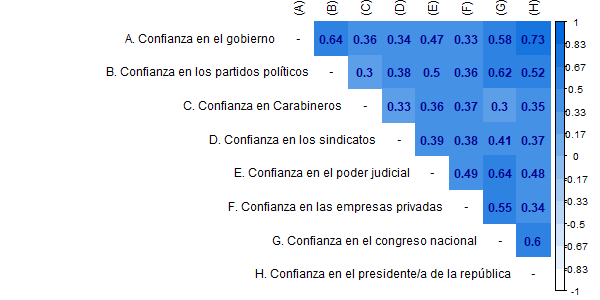 (A) (B) (C) (D) (E) (F) (G) (H)
A. Confianza en el gobierno - 0.64 0.36 0.34 0.47 0.33 0.58 0.73
B. Confianza en los partidos políticos - 0.3 0.38 0.5 0.36 0.62 0.52
C. Confianza en Carabineros - 0.33 0.36 0.37 0.3 0.35
D. Confianza en los sindicatos - 0.39 0.38 0.41 0.37
E. Confianza en el poder judicial - 0.49 0.64 0.48
F. Confianza en las empresas privadas - 0.55 0.34
G. Confianza en el congreso nacional - 0.6
H. Confianza en el presidente/a de la república -
1
0.83
0.67
0.5
0.33
0.17
0
-0.17
-0.33
-0.5
-0.67
-0.83
-1